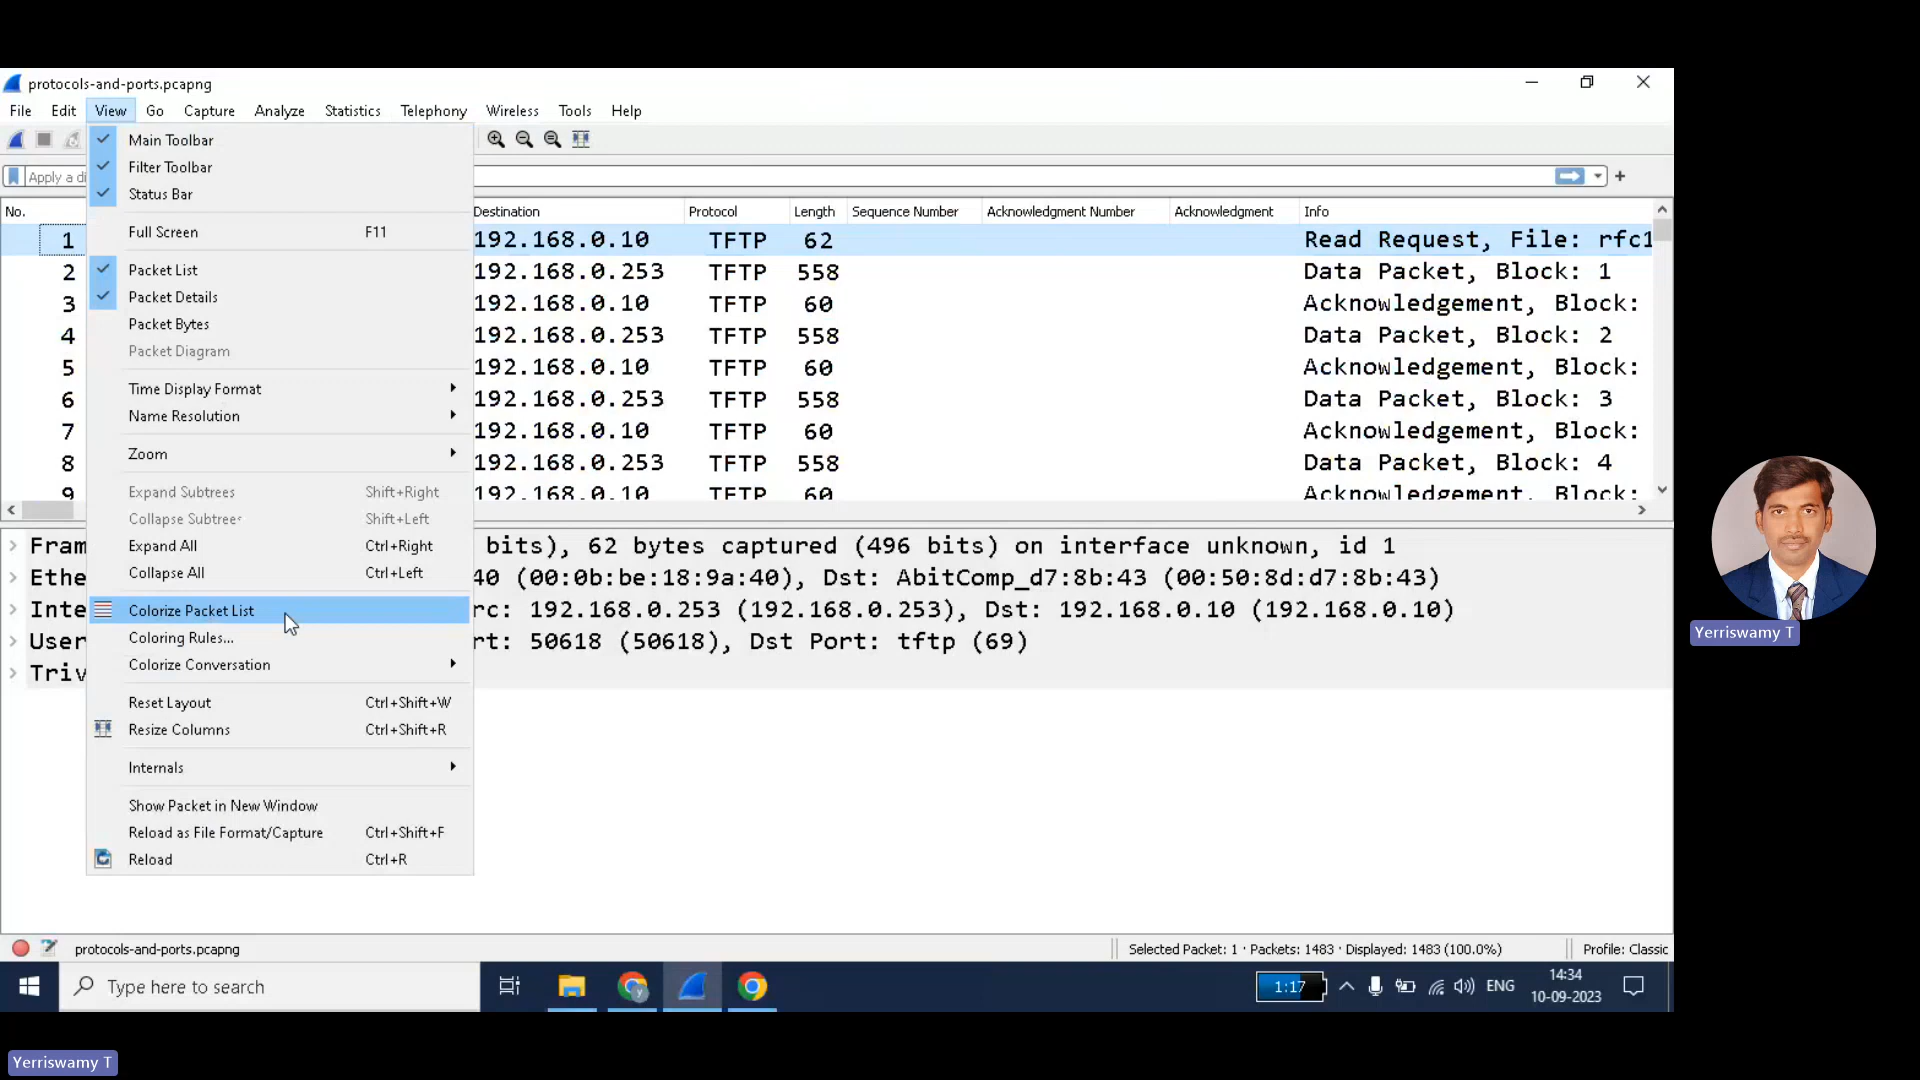 protocols-and-ports.pcapng
File Edit View Go Capture Analyze Statistics Telephony Wireless Tools Help
Apply a di
Main Toolbar
Filter Toolbar
Status Bar
Full Screen F11
Packet List
Packet Details
Packet Bytes
Packet Diagram
Time Display Format
Name Resolution
Zoom
Expand Subtrees Shift+Right
Collapse Subtrees Shift+Left
Expand All Ctrl+Right
Collapse All Ctrl+Left
Colorize Packet List
Coloring Rules...
Colorize Conversation
Reset Layout Ctrl+Shift+W
Resize Columns Ctrl+Shift+R
Internals
Show Packet in New Window
Reload as File Format/Capture Ctrl+Shift+F
Reload Ctrl+R
No. Destination Protocol Length Sequence Number Acknowledgment Number Acknowledgment Info
1 192.168.0.10 TFTP 62 Read Request, File: rfc1
2 192.168.0.253 TFTP 558 Data Packet, Block: 1
3 192.168.0.10 TFTP 60 Acknowledgement, Block:
4 192.168.0.253 TFTP 558 Data Packet, Block: 2
5 192.168.0.10 TFTP 60 Acknowledgement, Block:
6 192.168.0.253 TFTP 558 Data Packet, Block: 3
7 192.168.0.10 TFTP 60 Acknowledgement, Block:
8 192.168.0.253 TFTP 558 Data Packet, Block: 4
9 192.168.0.10 TFTP 60 Acknowledgement, Block:
Fram bits), 62 bytes captured (496 bits) on interface unknown, id 1
Ethe 40 (00:0b:be:18:9a:40), Dst: AbitComp_d7:8b:43 (00:50:8d:d7:8b:43)
Inte rc: 192.168.0.253 (192.168.0.253), Dst: 192.168.0.10 (192.168.0.10)
User rt: 50618 (50618), Dst Port: tftp (69)
Triv
Yerriswamy T
protocols-and-ports.pcapng Selected Packet: 1 · Packets: 1483 · Displayed: 1483 (100.0%) Profile: Classic
Type here to search 1:17 ENG 14:34
10-09-2023
Yerriswamy T